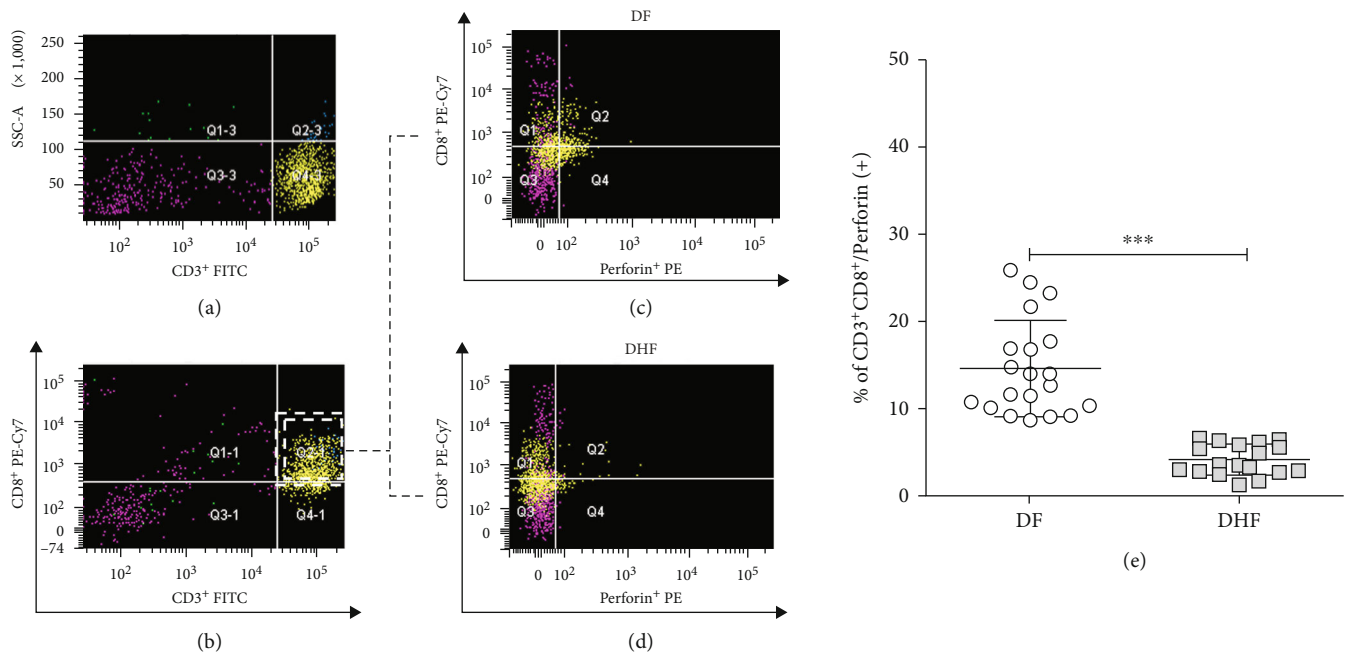 250
200
150
100
50
SSC-A (× 1,000)
Q1-3
Q2-3
Q3-3
Q4-3
10² 10³ 10⁴ 10⁵
CD3⁺ FITC
(a)
10⁵
10⁴
10³
10²
0
−74
CD8⁺ PE-Cy7
Q1-1
Q2-1
Q3-1
Q4-1
10² 10³ 10⁴ 10⁵
CD3⁺ FITC
(b)
DF
10⁵
10⁴
10³
10²
0
CD8⁺ PE-Cy7
Q1
Q2
Q3
Q4
0 10² 10³ 10⁴ 10⁵
Perforin⁺ PE
(c)
DHF
10⁵
10⁴
10³
10²
0
CD8⁺ PE-Cy7
Q1
Q2
Q3
Q4
0 10² 10³ 10⁴ 10⁵
Perforin⁺ PE
(d)
50
40
30
20
10
0
% of CD3⁺CD8⁺/Perforin (+)
***
DF DHF
(e)